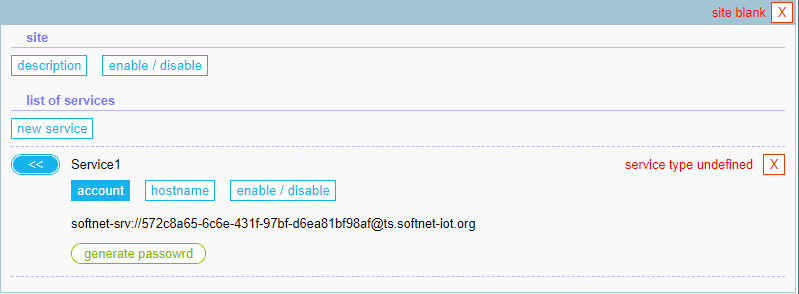 site blank X
site
description enable / disable
list of services
new service
<< Service1 service type undefined X
account hostname enable / disable
softnet-srv://572c8a65-6c6e-431f-97bf-d6ea81bf98af@ts.softnet-iot.org
generate passowrd